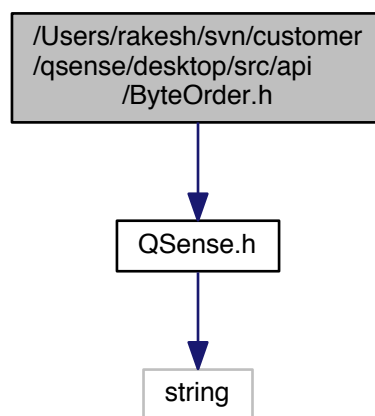 /Users/rakesh/svn/customer
/qsense/desktop/src/api
/ByteOrder.h
QSense.h
string